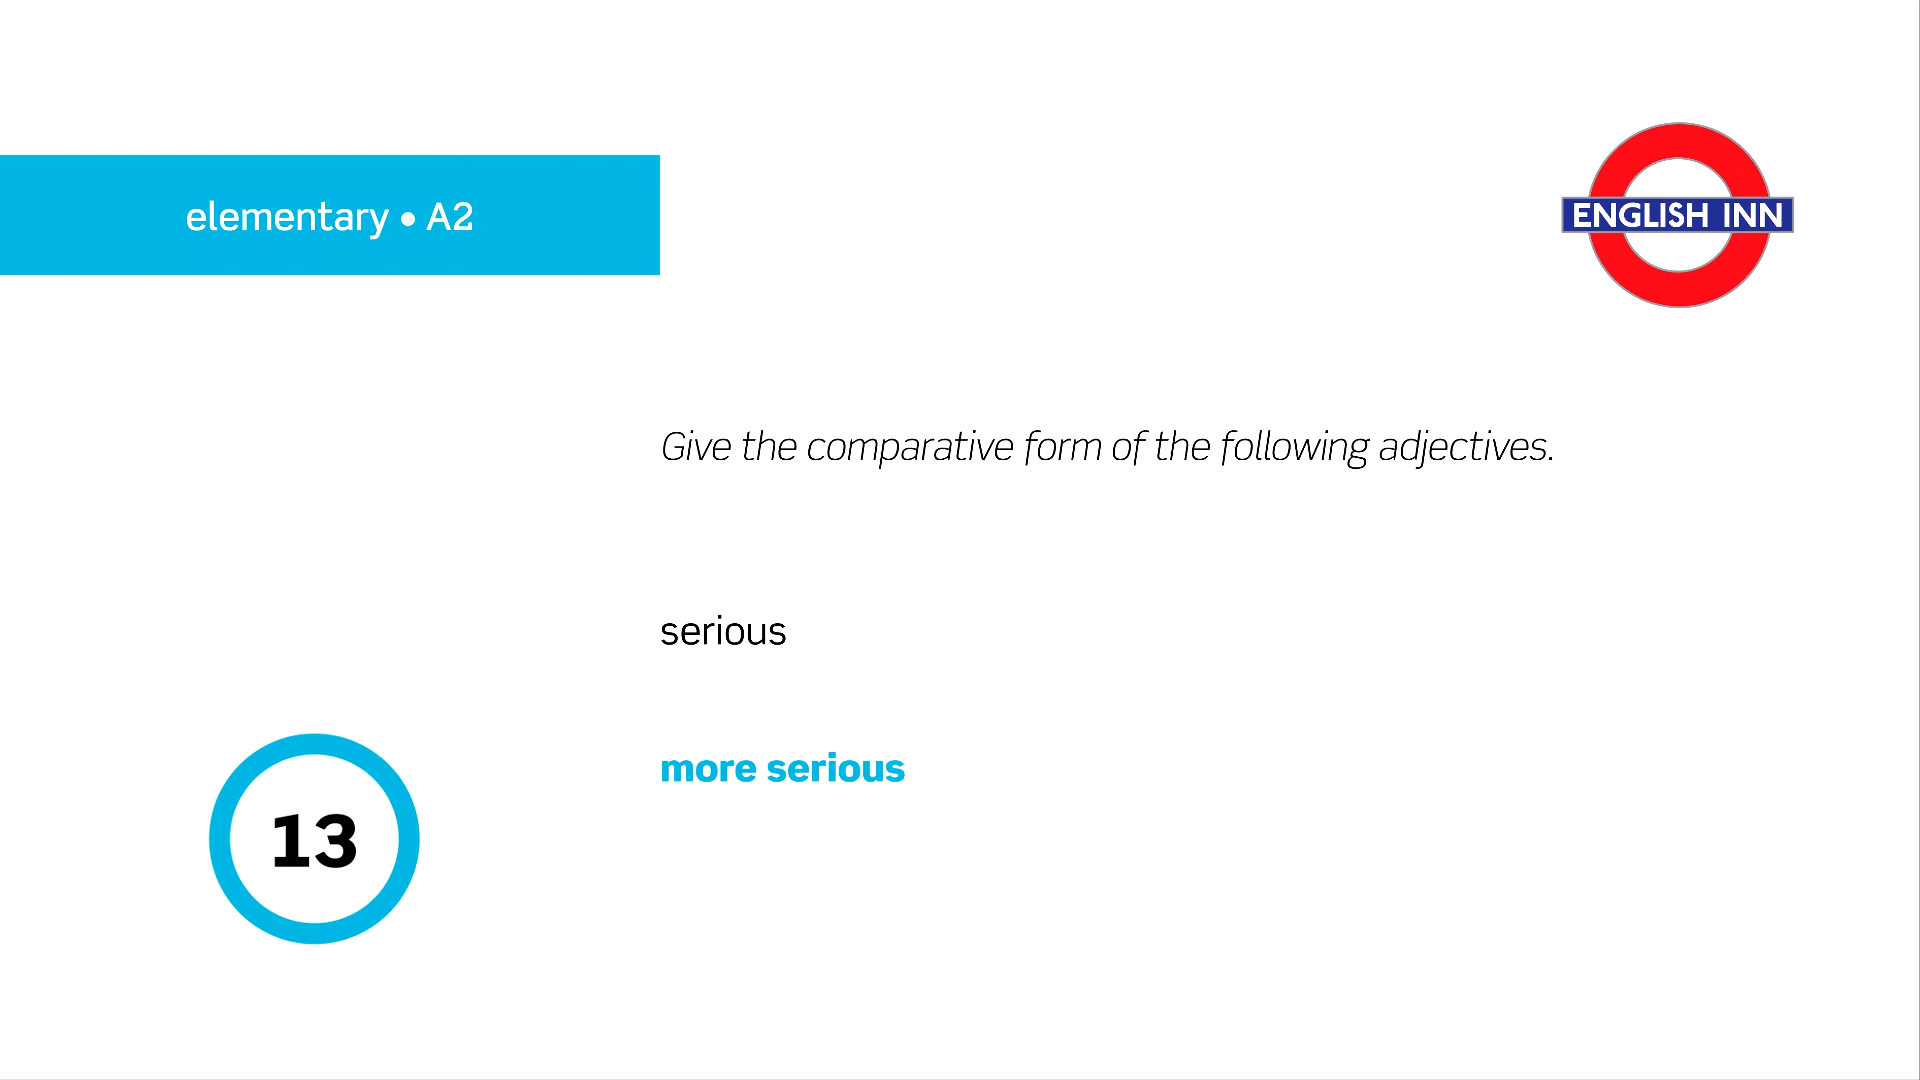 elementary • A2
ENGLISH INN
Give the comparative form of the following adjectives.
serious
more serious
13